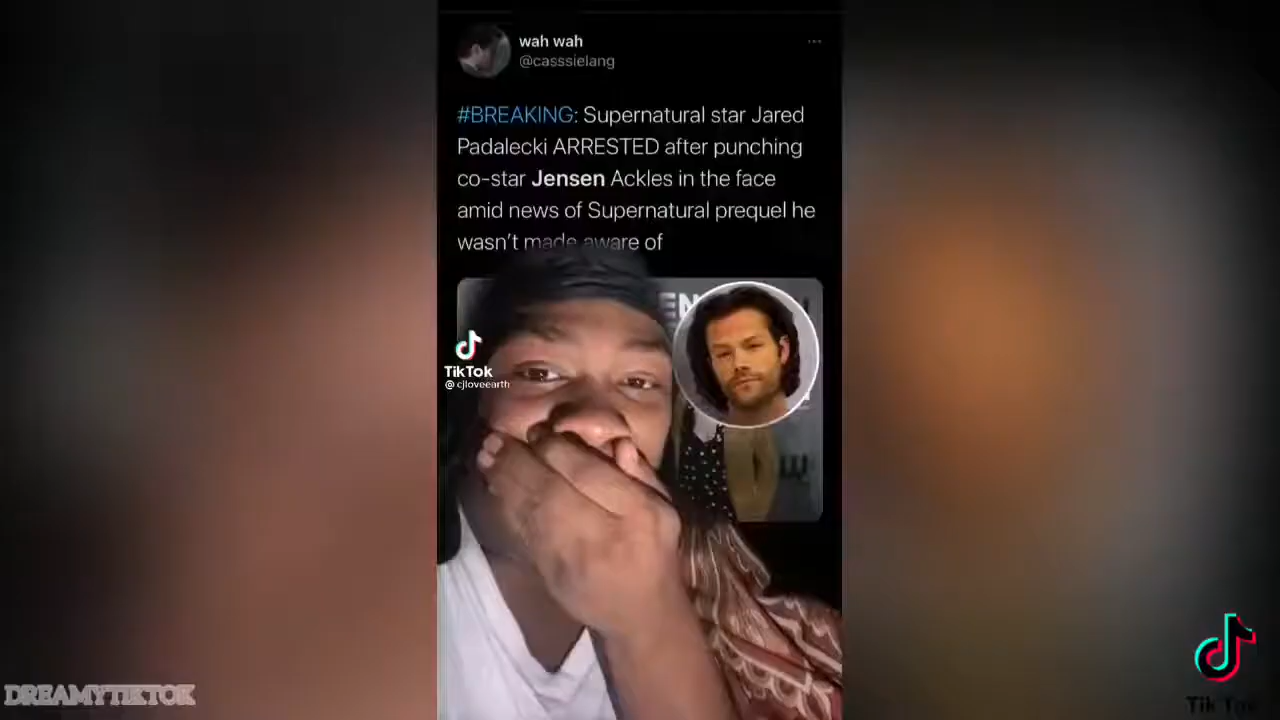 wah wah
@casssielang
#BREAKING: Supernatural star Jared
Padalecki ARRESTED after punching
co-star Jensen Ackles in the face
amid news of Supernatural prequel he
wasn't made aware of
EN
TikTok
@cjloveearth
DREAMYTIKTOK
TikTok